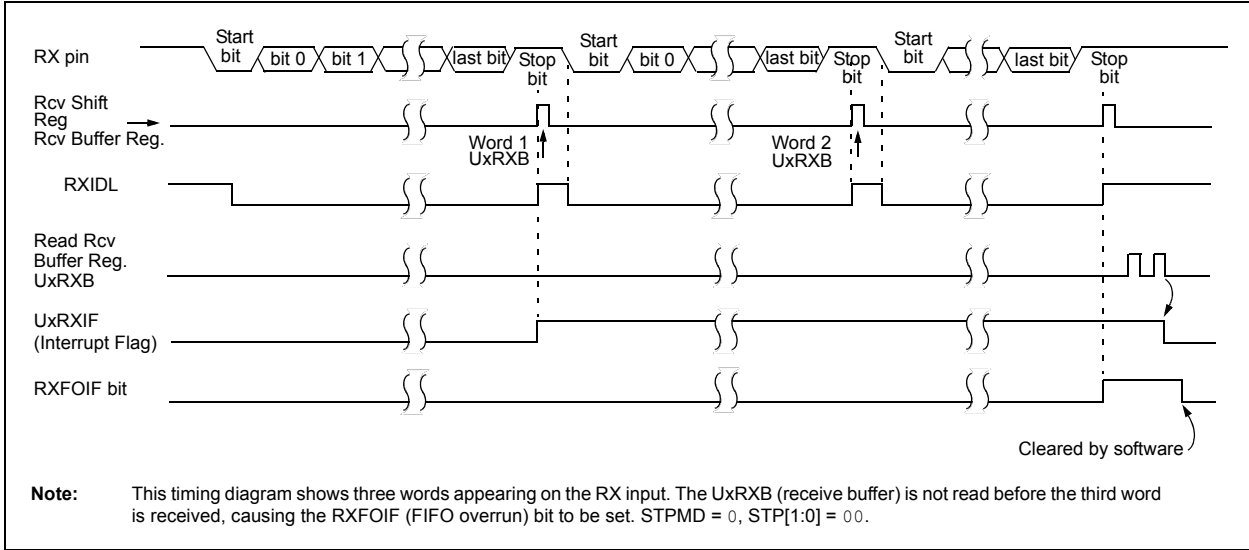 RX pin
Start bit
bit 0
bit 1
last bit
Stop bit
Start bit
bit 0
last bit
Stop bit
Start bit
last bit
Stop bit
Rcv Shift
Reg
Rcv Buffer Reg.
Word 1
UxRXB
Word 2
UxRXB
RXIDL
Read Rcv
Buffer Reg.
UxRXB
UxRXIF
(Interrupt Flag)
RXFOIF bit
Cleared by software
Note: This timing diagram shows three words appearing on the RX input. The UxRXB (receive buffer) is not read before the third word
is received, causing the RXFOIF (FIFO overrun) bit to be set. STPMD = 0, STP[1:0] = 00.